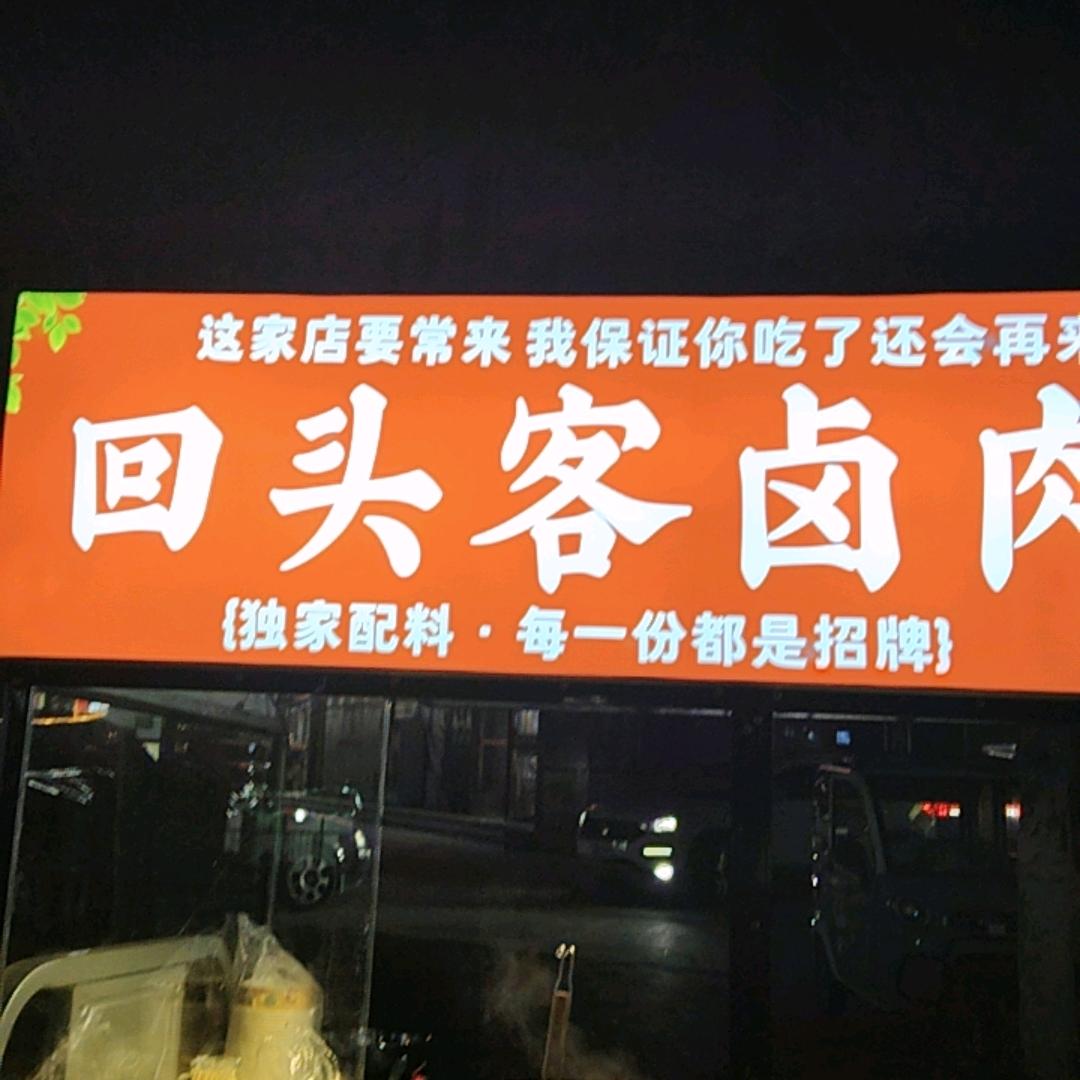 这家店要常来 我保证你吃了还会再来
回头客卤肉
{独家配料·每一份都是招牌}